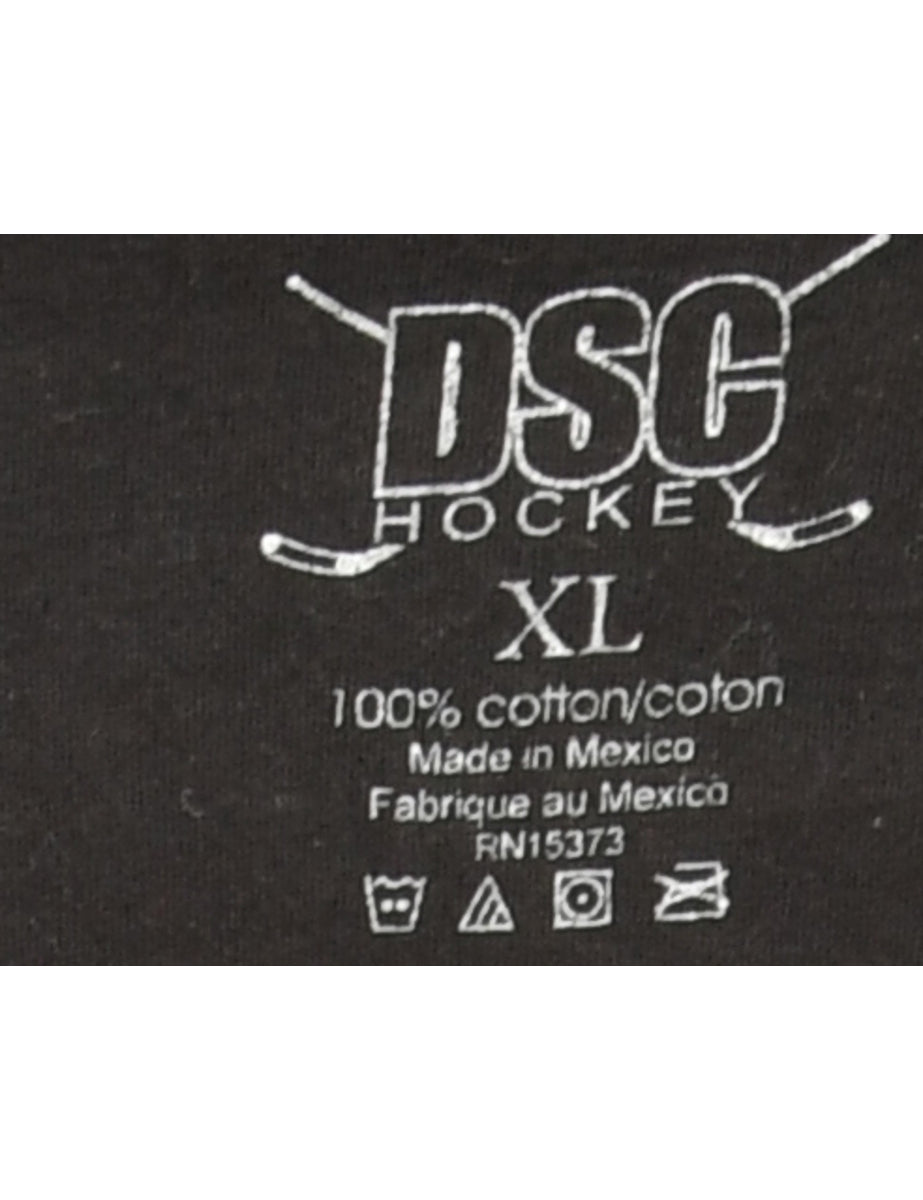 DSC
HOCKEY
XL
100% cotton/coton
Made in Mexico
Fabrique au Mexico
RN15373